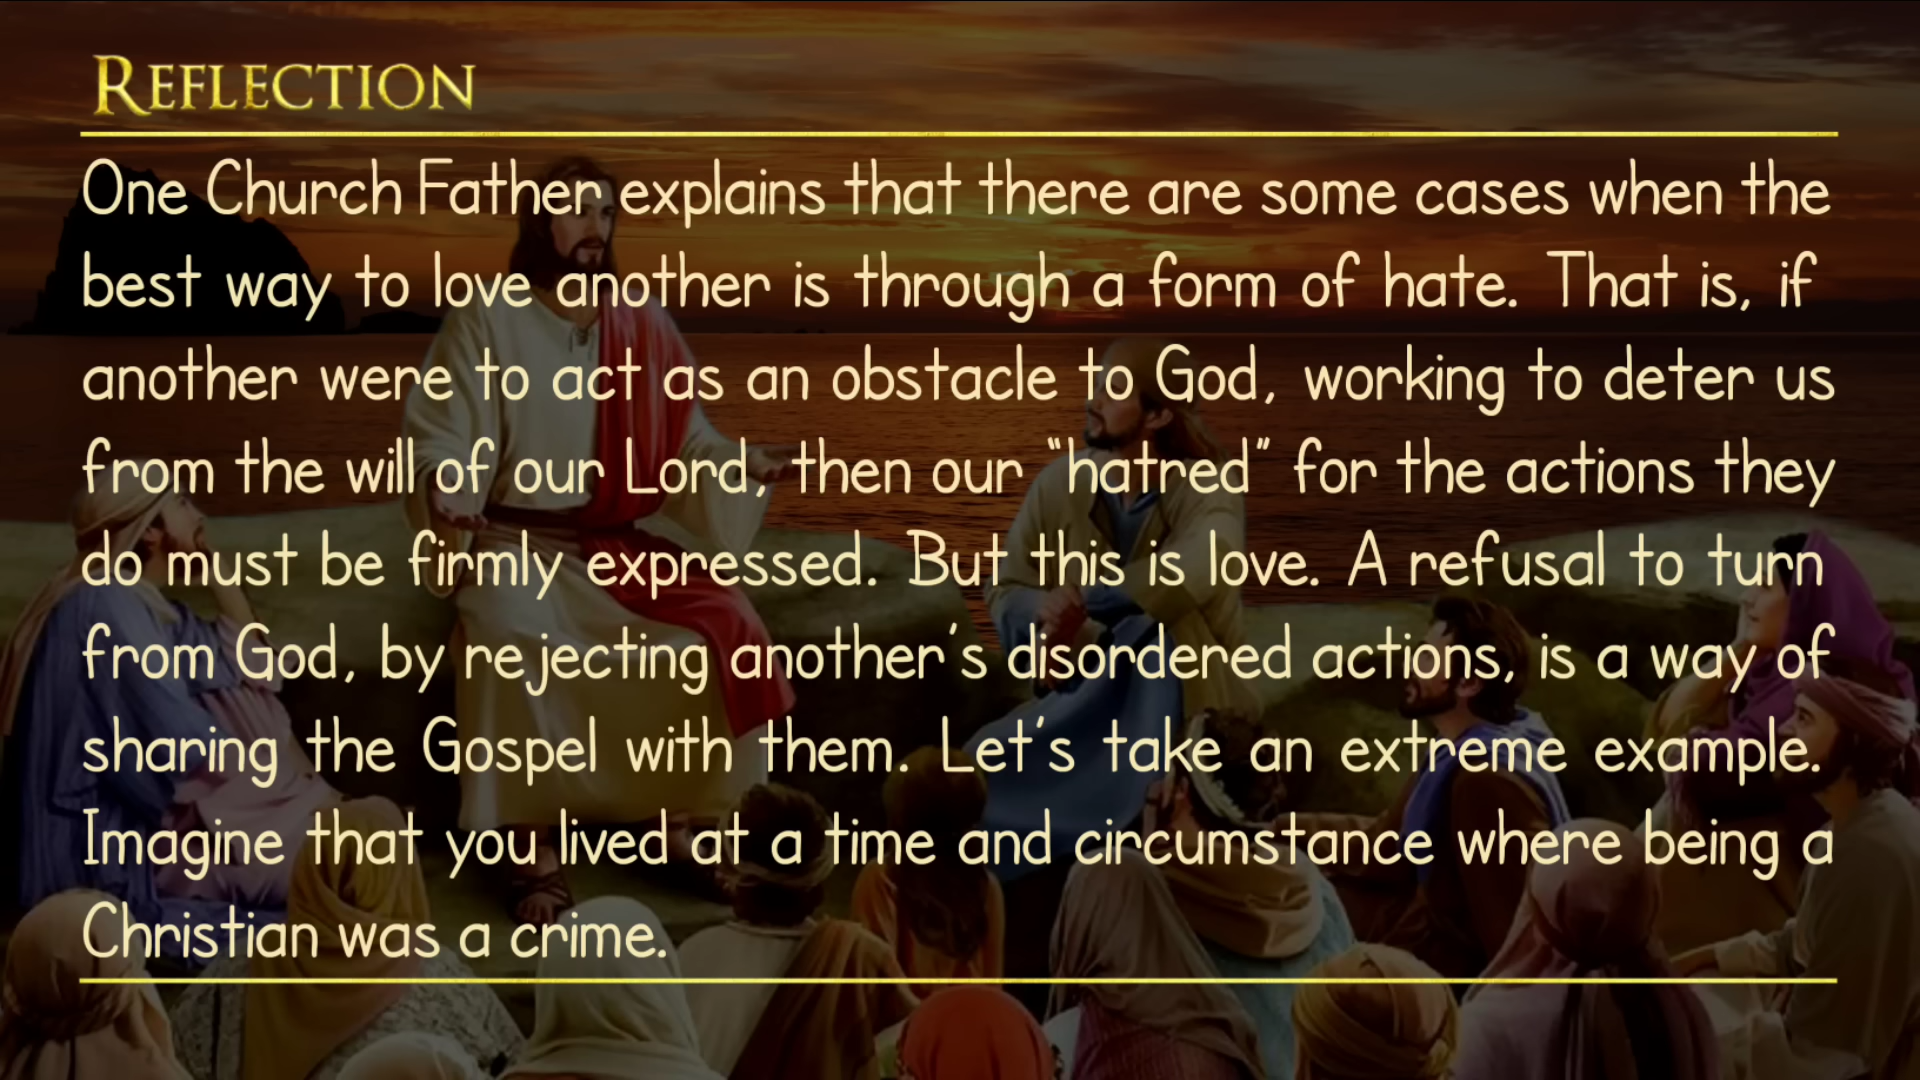 REFLECTION
One Church Father explains that there are some cases when the
best way to love another is through a form of hate. That is, if
another were to act as an obstacle to God, working to deter us
from the will of our Lord, then our “hatred” for the actions they
do must be firmly expressed. But this is love. A refusal to turn
from God, by rejecting another’s disordered actions, is a way of
sharing the Gospel with them. Let’s take an extreme example.
Imagine that you lived at a time and circumstance where being a
Christian was a crime.